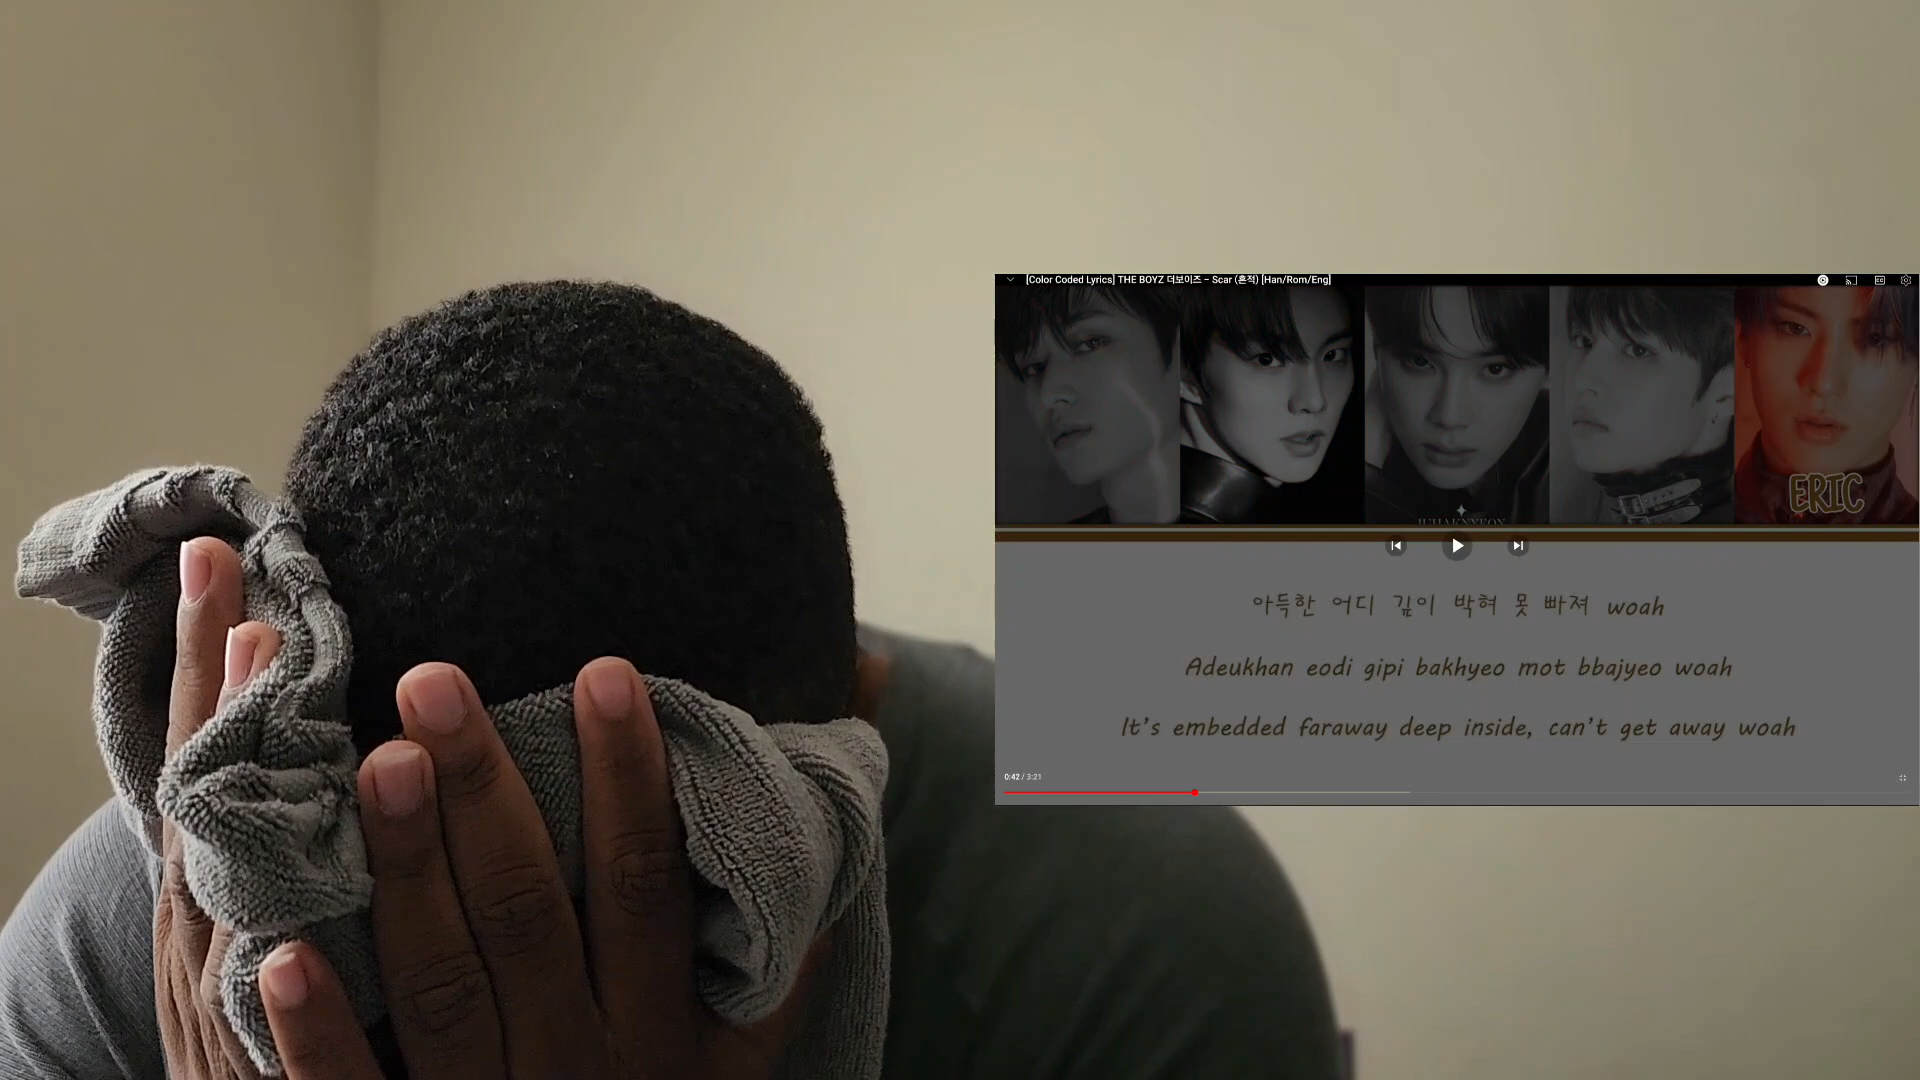 [Color Coded Lyrics] THE BOYZ 더보이즈 – Scar (흔적) [Han/Rom/Eng]
ERIC
JUHAKNYEON
아득한 어디 깊이 박혀 못 빠져 woah
Adeukhan eodi gipi bakhyeo mot bbajyeo woah
It's embedded faraway deep inside, can't get away woah
0:42 / 3:21